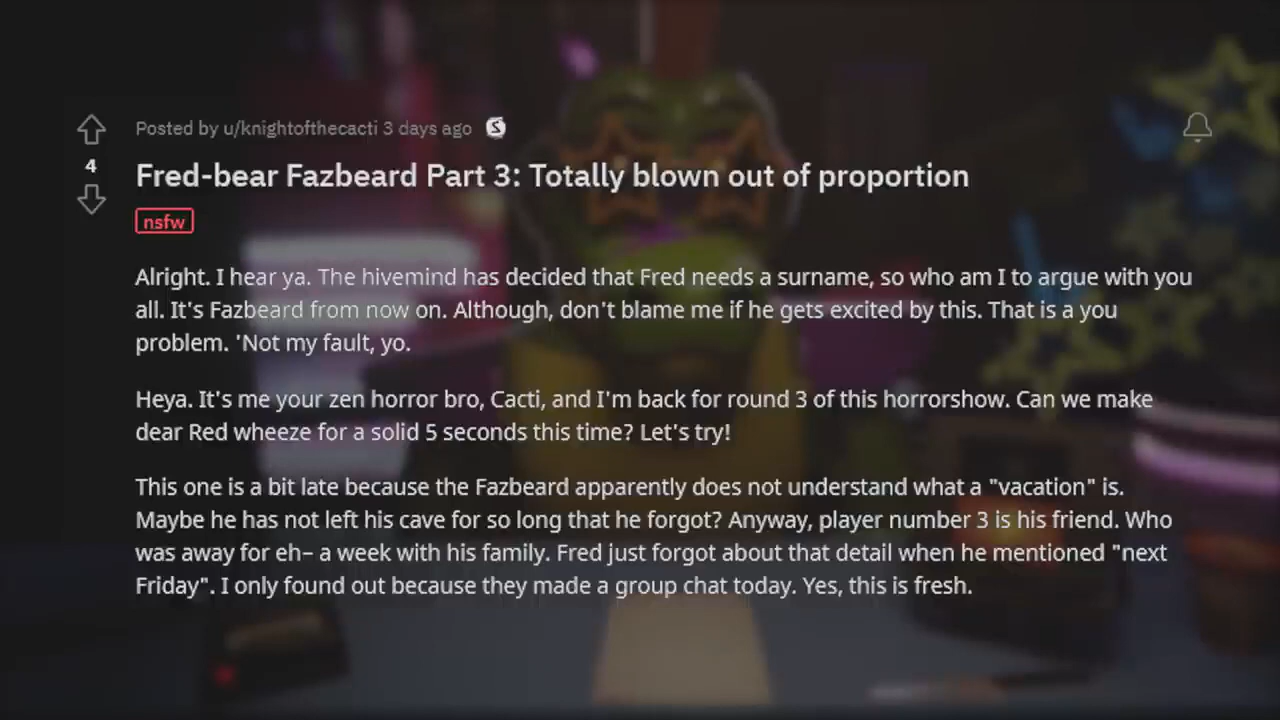 Posted by u/knightofthecacti 3 days ago
4
Fred-bear Fazbeard Part 3: Totally blown out of proportion
nsfw
Alright. I hear ya. The hivemind has decided that Fred needs a surname, so who am I to argue with you
all. It's Fazbeard from now on. Although, don't blame me if he gets excited by this. That is a you
problem. 'Not my fault, yo.
Heya. It's me your zen horror bro, Cacti, and I'm back for round 3 of this horrorshow. Can we make
dear Red wheeze for a solid 5 seconds this time? Let's try!
This one is a bit late because the Fazbeard apparently does not understand what a "vacation" is.
Maybe he has not left his cave for so long that he forgot? Anyway, player number 3 is his friend. Who
was away for eh– a week with his family. Fred just forgot about that detail when he mentioned "next
Friday". I only found out because they made a group chat today. Yes, this is fresh.